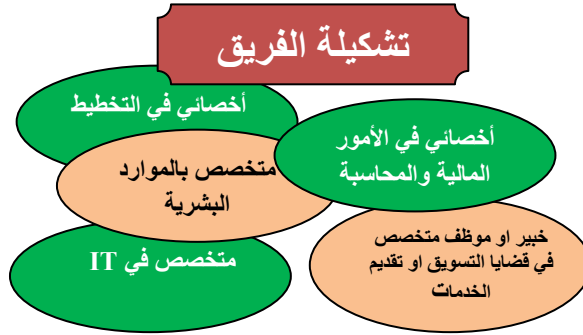 تشكيلة الفريق
أخصائي في الأمور
المالية والمحاسبة
أخصائي في التخطيط
متخصص بالموارد
البشرية
خبير او موظف متخصص
في قضايا التسويق او تقديم
الخدمات
متخصص في IT